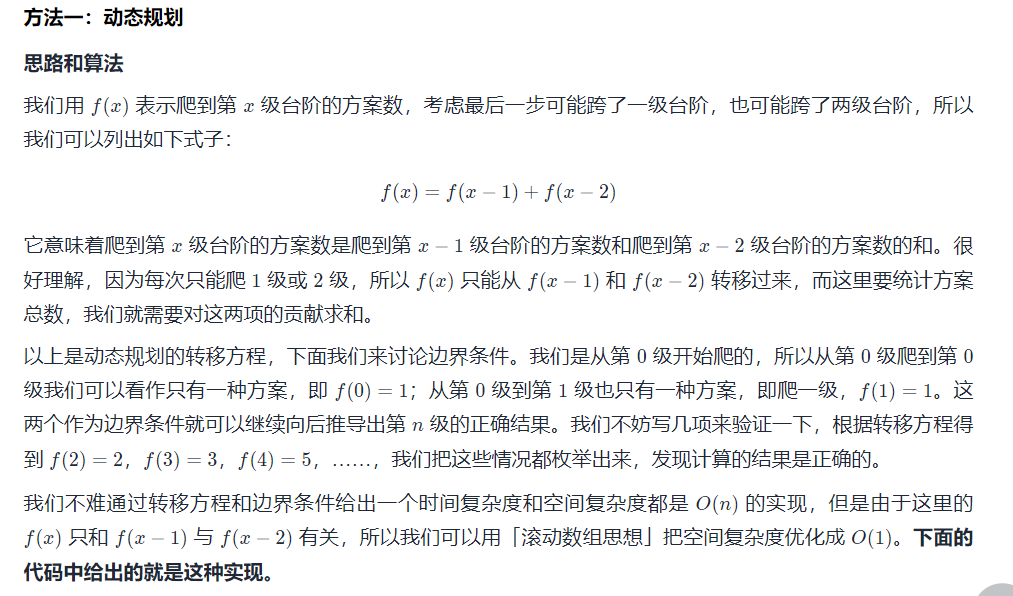 方法一：动态规划
思路和算法
我们用 f(x) 表示爬到第 x 级台阶的方案数，考虑最后一步可能跨了一级台阶，也可能跨了两级台阶，所以
我们可以列出如下式子：
f(x) = f(x − 1) + f(x − 2)
它意味着爬到第 x 级台阶的方案数是爬到第 x − 1 级台阶的方案数和爬到第 x − 2 级台阶的方案数的和。很
好理解，因为每次只能爬 1 级或 2 级，所以 f(x) 只能从 f(x − 1) 和 f(x − 2) 转移过来，而这里要统计方案
总数，我们就需要对这两项的贡献求和。
以上是动态规划的转移方程，下面我们来讨论边界条件。我们是从第 0 级开始爬的，所以从第 0 级爬到第 0
级我们可以看作只有一种方案，即 f(0) = 1；从第 0 级到第 1 级也只有一种方案，即爬一级，f(1) = 1。这
两个作为边界条件就可以继续向后推导出第 n 级的正确结果。我们不妨写几项来验证一下，根据转移方程得
到 f(2) = 2，f(3) = 3，f(4) = 5，……，我们把这些情况都枚举出来，发现计算的结果是正确的。
我们不难通过转移方程和边界条件给出一个时间复杂度和空间复杂度都是 O(n) 的实现，但是由于这里的
f(x) 只和 f(x − 1) 与 f(x − 2) 有关，所以我们可以用「滚动数组思想」把空间复杂度优化成 O(1)。下面的
代码中给出的就是这种实现。